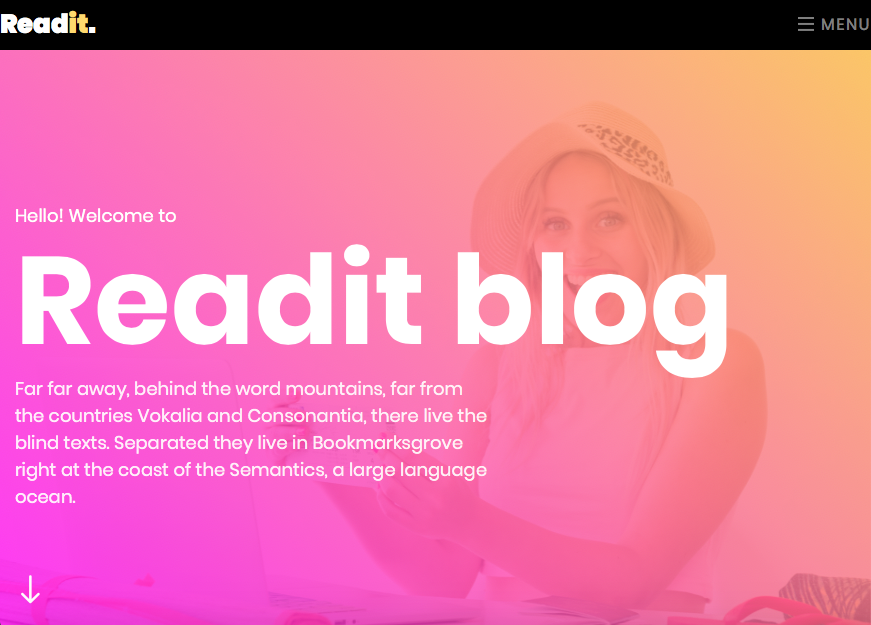 Readit.
MENU
Hello! Welcome to
Readit blog
Far far away, behind the word mountains, far from
the countries Vokalia and Consonantia, there live the
blind texts. Separated they live in Bookmarksgrove
right at the coast of the Semantics, a large language
ocean.